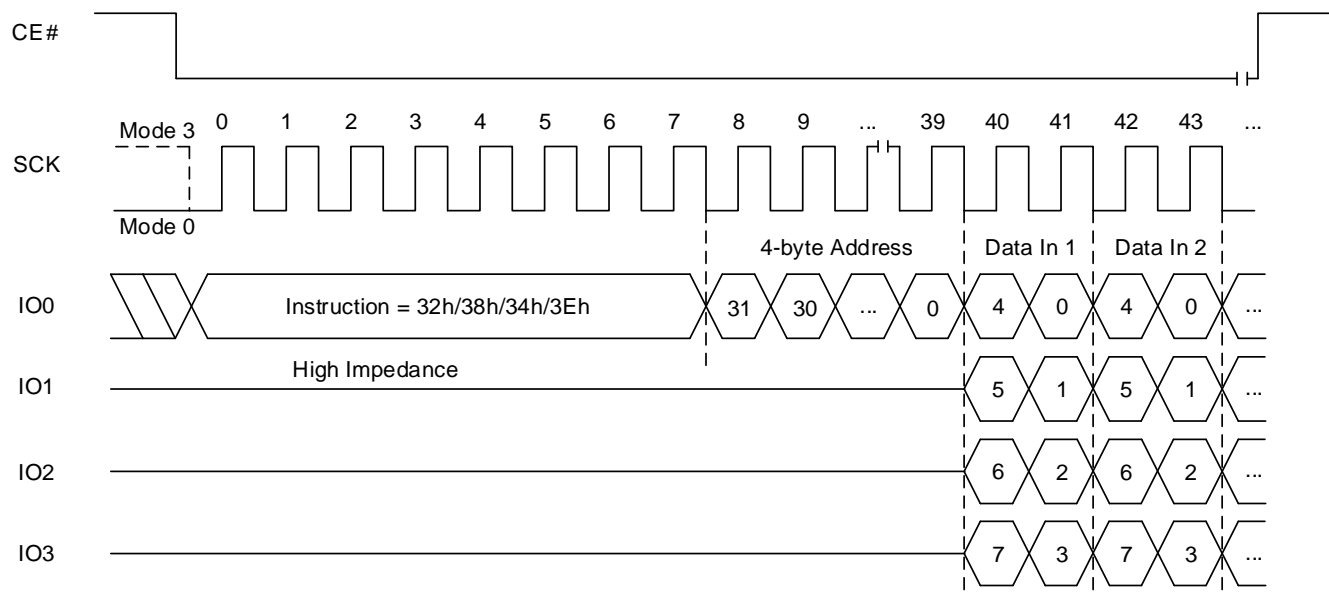 CE#
0 1 2 3 4 5 6 7 8 9 ... 39 40 41 42 43 ...
Mode 3
SCK
Mode 0
4-byte Address Data In 1 Data In 2
IO0 Instruction = 32h/38h/34h/3Eh 31 30 ... 0 4 0 4 0 ...
High Impedance
IO1 5 1 5 1 ...
IO2 6 2 6 2 ...
IO3 7 3 7 3 ...